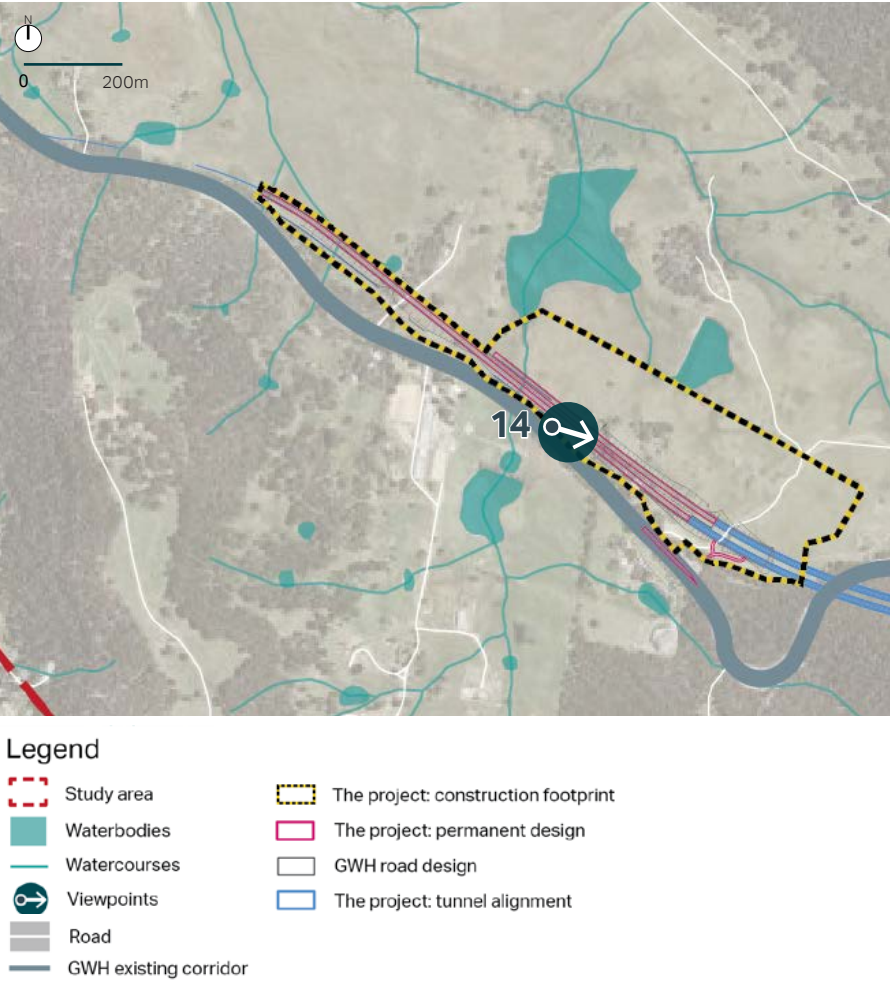 N
0 200m
14
Legend
Study area
Waterbodies
Watercourses
Viewpoints
Road
GWH existing corridor
The project: construction footprint
The project: permanent design
GWH road design
The project: tunnel alignment